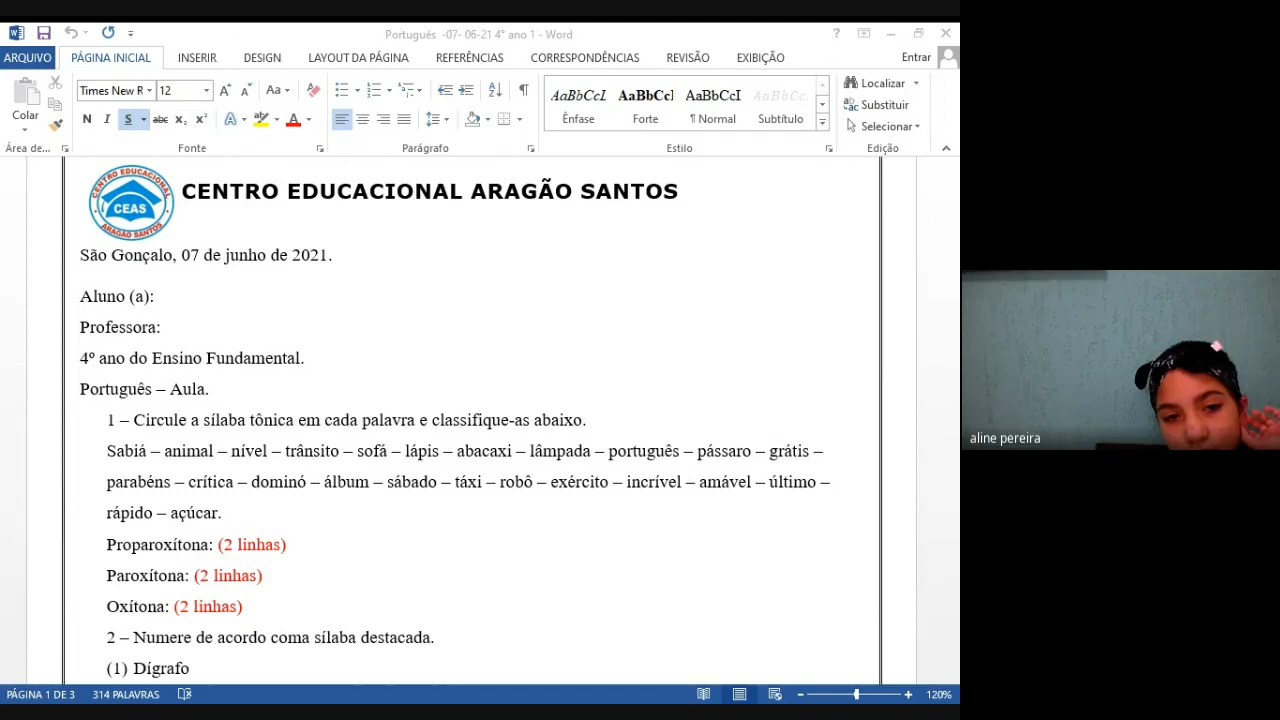 Português -07- 06-21 4° ano 1 - Word
ARQUIVO PÁGINA INICIAL INSERIR DESIGN LAYOUT DA PÁGINA REFERÊNCIAS CORRESPONDÊNCIAS REVISÃO EXIBIÇÃO Entrar
Times New R 12 Aa
Colar
N I S abc x₂ x² A A
AaBbCcI AaBbCcI AaBbCcI AaBbCc
Ênfase Forte ¶ Normal Subtítulo
Localizar
Substituir
Selecionar
Área de... Fonte Parágrafo Estilo Edição
CENTRO EDUCACIONAL
CEAS
ARAGÃO SANTOS
CENTRO EDUCACIONAL ARAGÃO SANTOS
São Gonçalo, 07 de junho de 2021.
Aluno (a):
Professora:
4º ano do Ensino Fundamental.
Português – Aula.
1 – Circule a sílaba tônica em cada palavra e classifique-as abaixo.
Sabiá – animal – nível – trânsito – sofá – lápis – abacaxi – lâmpada – português – pássaro – grátis –
parabéns – crítica – dominó – álbum – sábado – táxi – robô – exército – incrível – amável – último –
rápido – açúcar.
Proparoxítona: (2 linhas)
Paroxítona: (2 linhas)
Oxítona: (2 linhas)
2 – Numere de acordo coma sílaba destacada.
(1) Dígrafo
PÁGINA 1 DE 3 314 PALAVRAS 120%
aline pereira